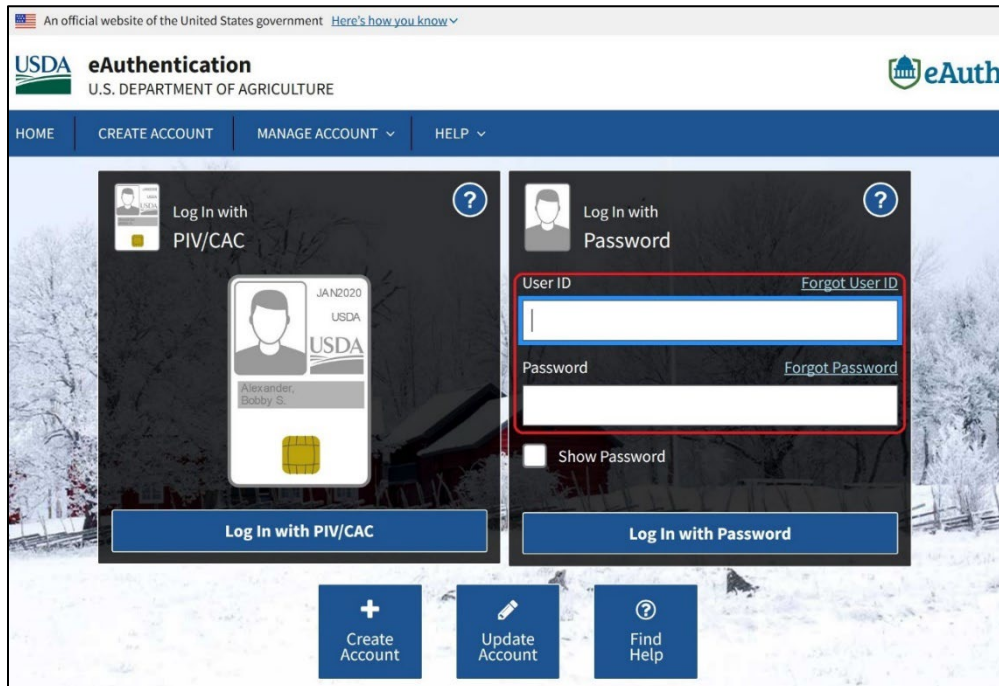 An official website of the United States government Here's how you know
USDA
eAuthentication
U.S. DEPARTMENT OF AGRICULTURE
eAuth
HOME CREATE ACCOUNT MANAGE ACCOUNT HELP
Log In with
PIV/CAC
?
JAN2020
USDA
USDA
Alexander,
Bobby S.
Log In with PIV/CAC
Log In with
Password
?
User ID Forgot User ID
Password Forgot Password
Show Password
Log In with Password
Create
Account
Update
Account
?
Find
Help